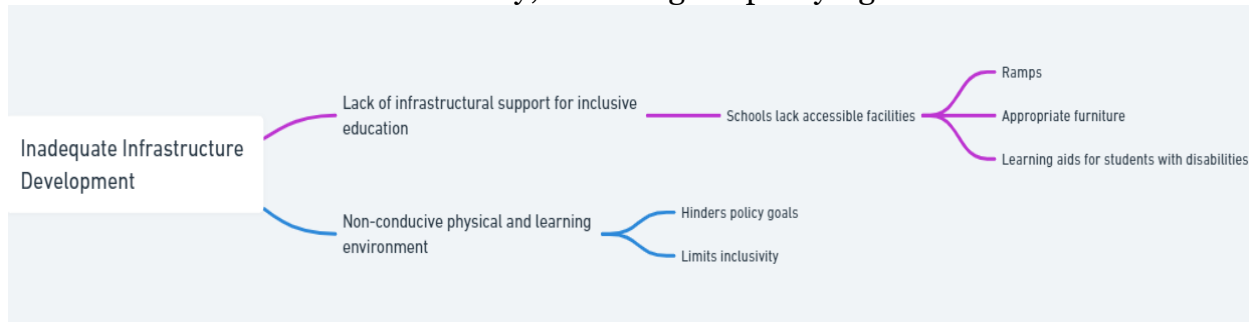 Inadequate Infrastructure
Development
Lack of infrastructural support for inclusive
education
Schools lack accessible facilities
Ramps
Appropriate furniture
Learning aids for students with disabilities
Non-conducive physical and learning
environment
Hinders policy goals
Limits inclusivity